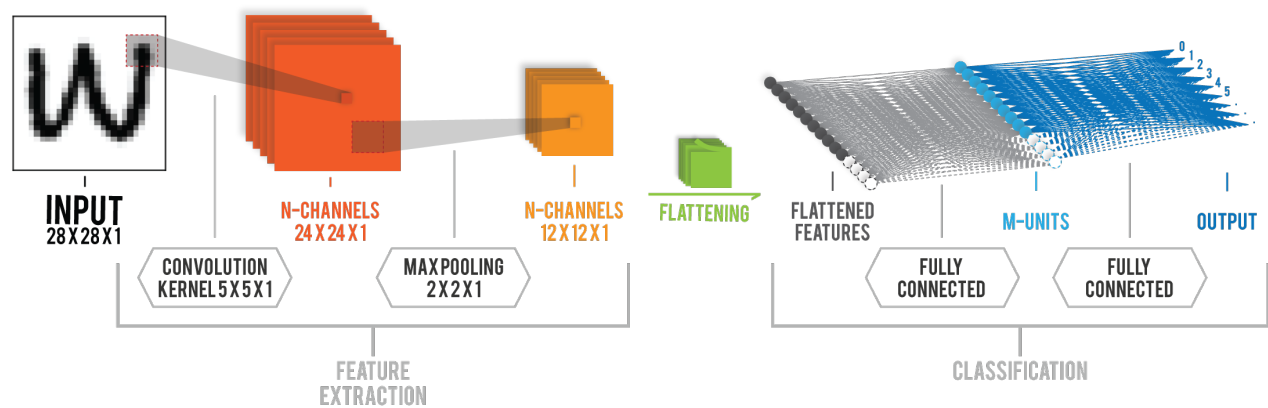 W
INPUT
28 X 28 X 1
CONVOLUTION
KERNEL 5 X 5 X 1
N-CHANNELS
24 X 24 X 1
MAX POOLING
2 X 2 X 1
N-CHANNELS
12 X 12 X 1
FEATURE
EXTRACTION
FLATTENING
FLATTENED
FEATURES
FULLY
CONNECTED
M-UNITS
FULLY
CONNECTED
0
1
2
3
4
5
OUTPUT
CLASSIFICATION